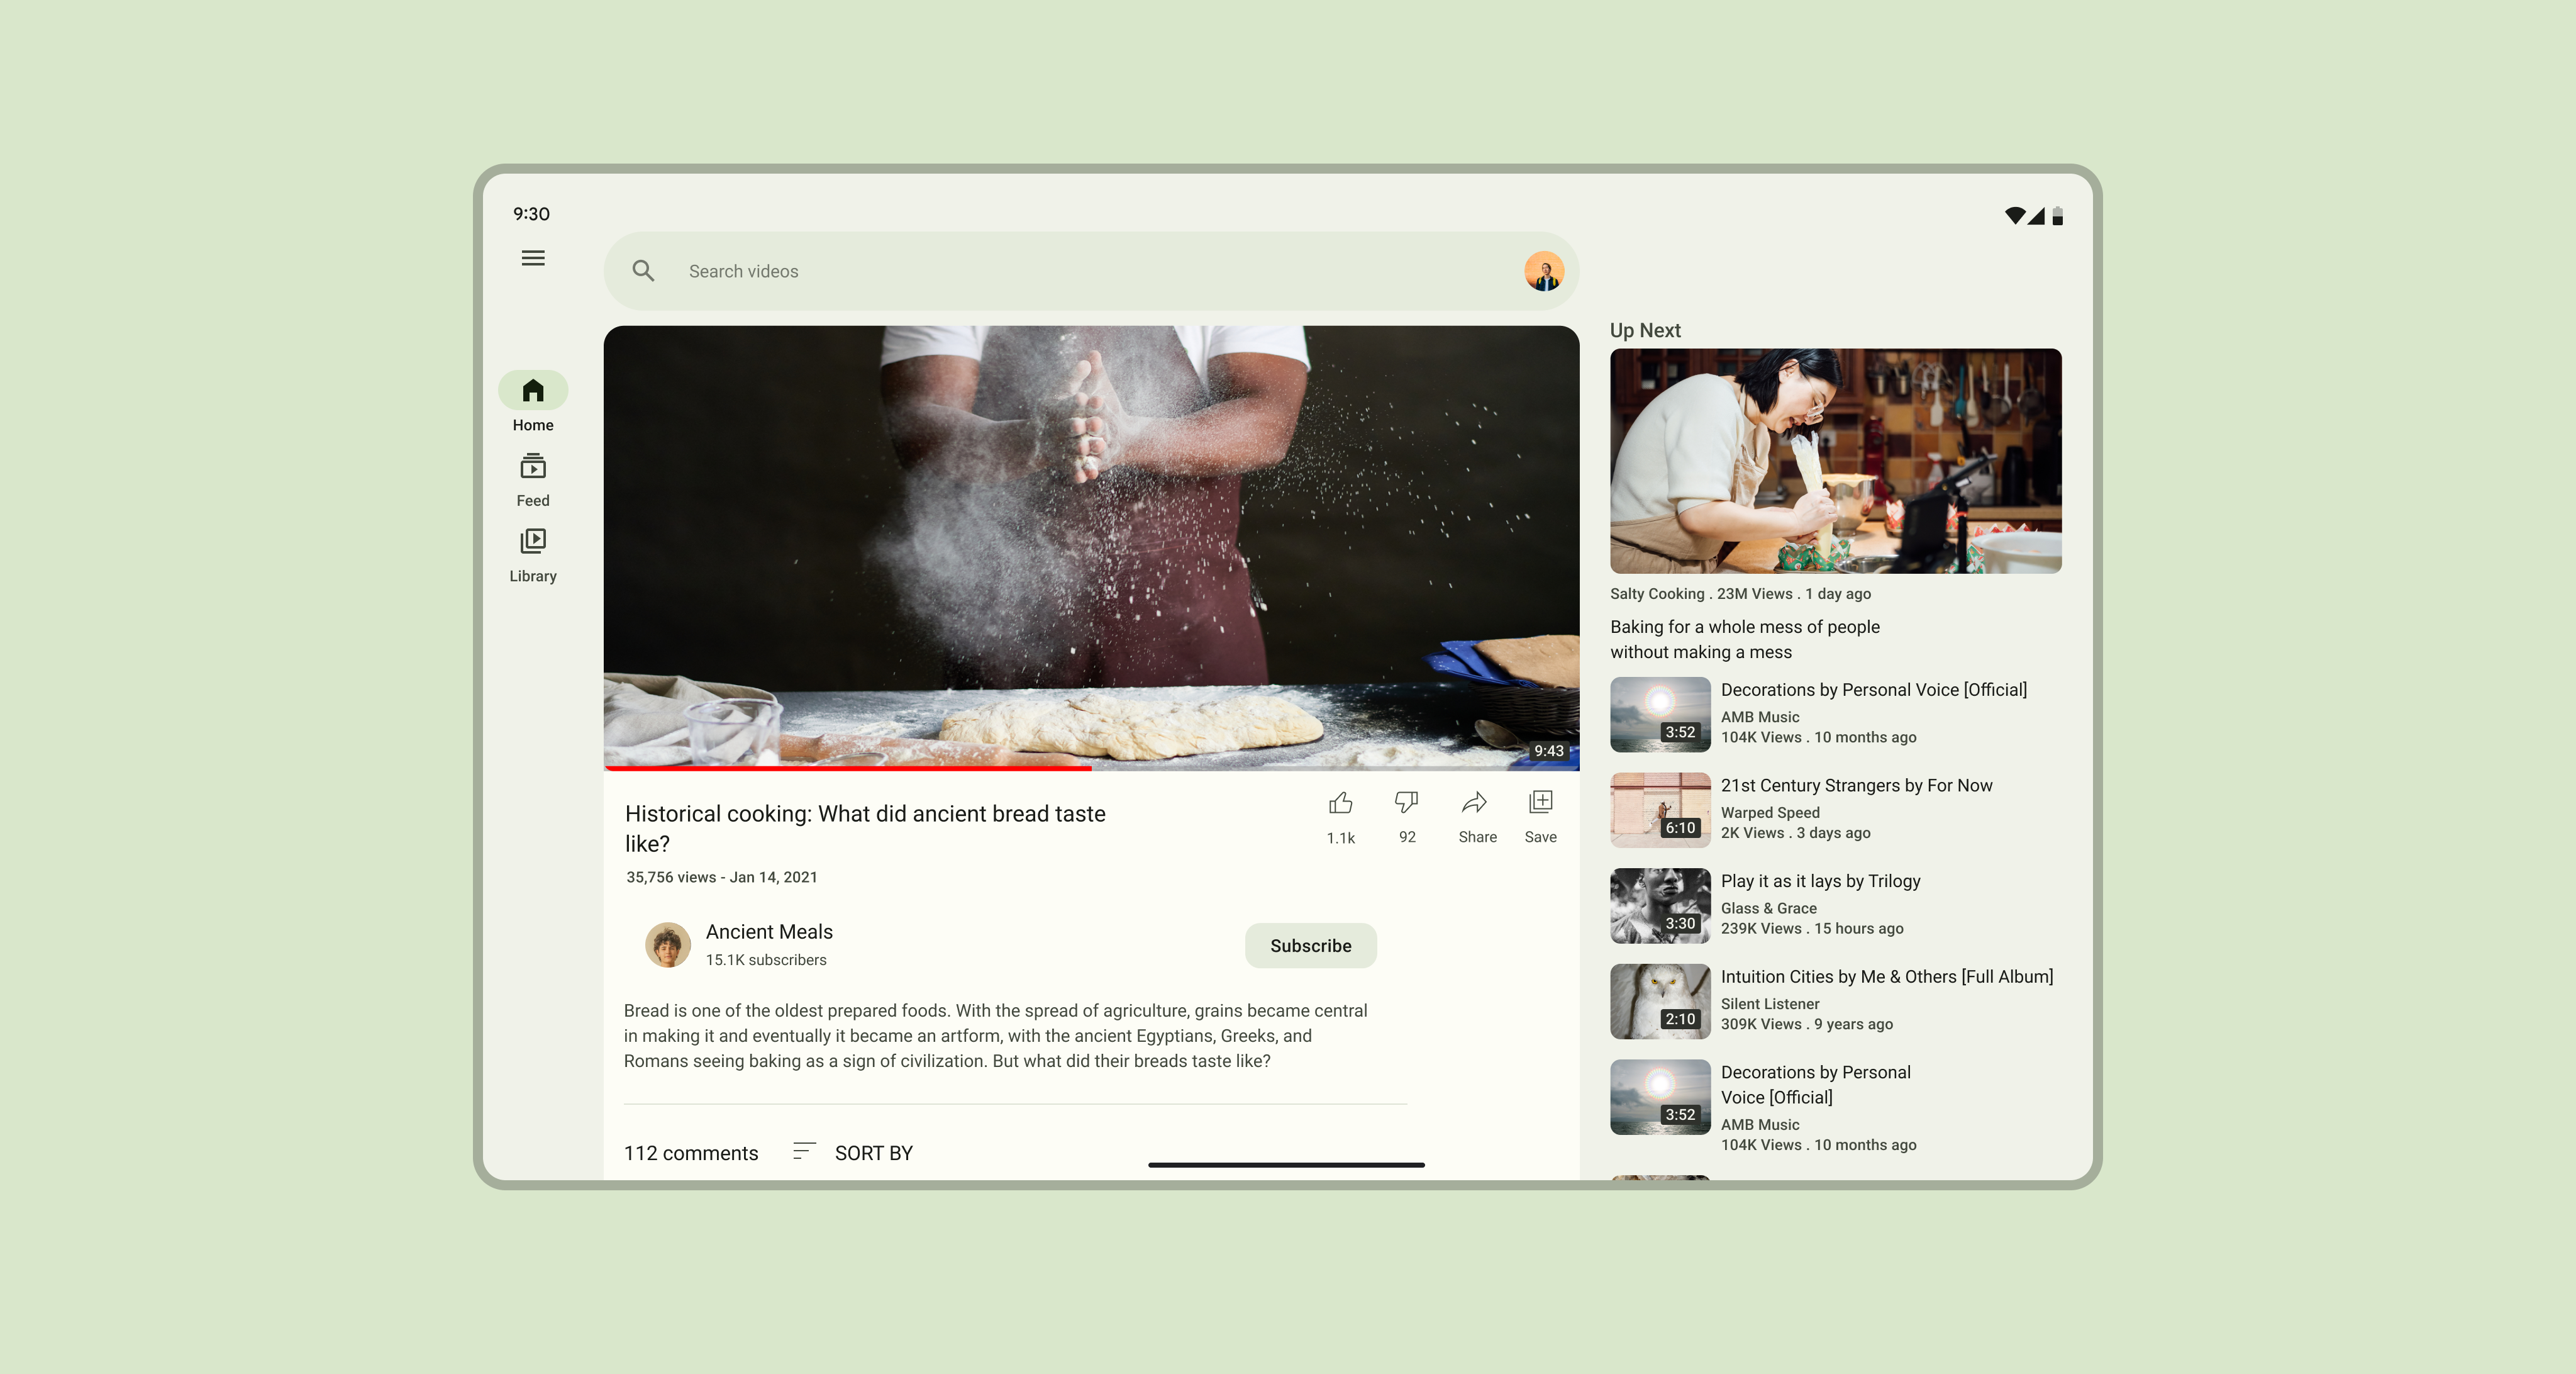 9:30
Search videos
Home
Feed
Library
9:43
Historical cooking: What did ancient bread taste
like?
35,756 views - Jan 14, 2021
1.1k
92
Share
Save
Ancient Meals
15.1K subscribers
Subscribe
Bread is one of the oldest prepared foods. With the spread of agriculture, grains became central
in making it and eventually it became an artform, with the ancient Egyptians, Greeks, and
Romans seeing baking as a sign of civilization. But what did their breads taste like?
112 comments
SORT BY
Up Next
Salty Cooking . 23M Views . 1 day ago
Baking for a whole mess of people
without making a mess
3:52
Decorations by Personal Voice [Official]
AMB Music
104K Views . 10 months ago
6:10
21st Century Strangers by For Now
Warped Speed
2K Views . 3 days ago
3:30
Play it as it lays by Trilogy
Glass & Grace
239K Views . 15 hours ago
2:10
Intuition Cities by Me & Others [Full Album]
Silent Listener
309K Views . 9 years ago
3:52
Decorations by Personal
Voice [Official]
AMB Music
104K Views . 10 months ago